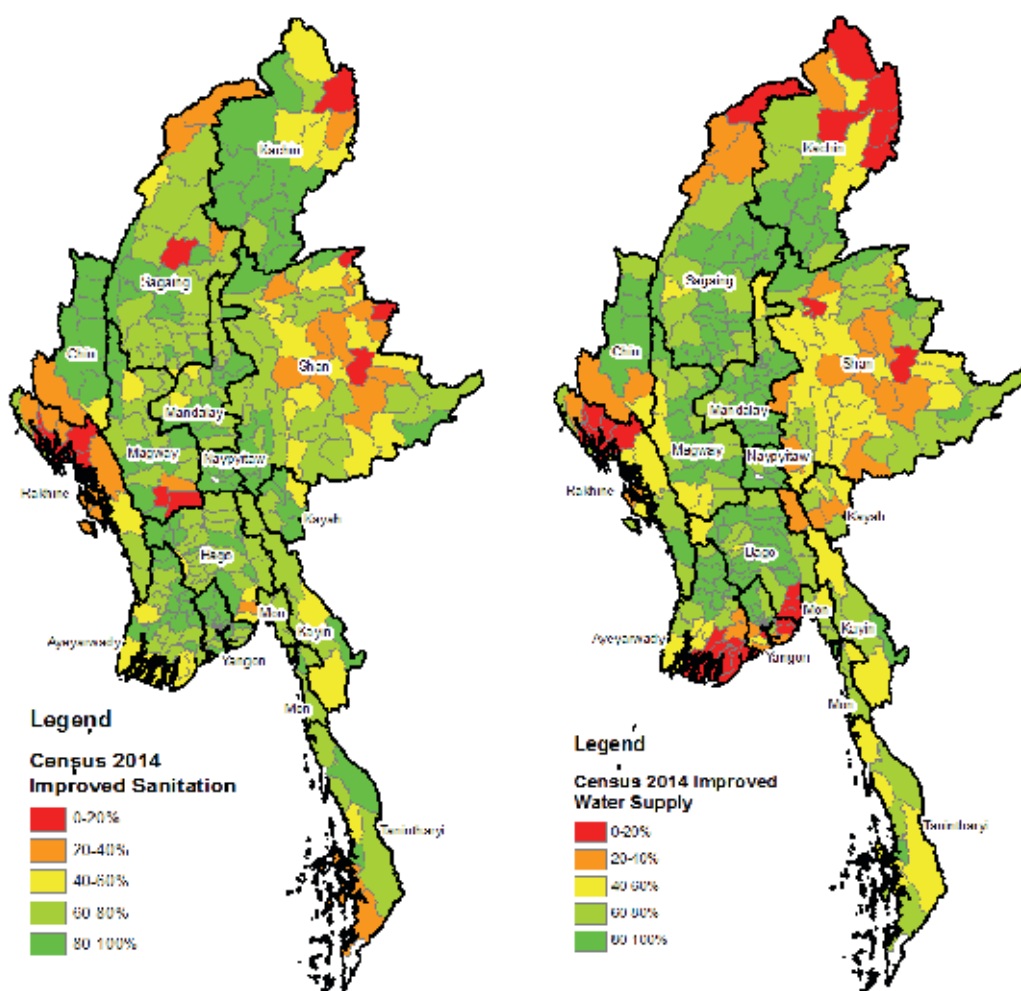 Kachin
Sagaing
Chin
Shan
Mandalay
Magway
Naypyitaw
Rakhine
Kayah
Bago
Mon
Kayin
Ayeyarwady
Yangon
Mon
Tanintharyi
Legend
Census 2014
Improved Sanitation
0-20%
20-40%
40-60%
60-80%
80-100%
Kachin
Sagaing
Chin
Shan
Mandalay
Magway
Naypyitaw
Rakhine
Kayah
Bago
Mon
Kayin
Ayeyarwady
Yangon
Mon
Tanintharyi
Legend
Census 2014 Improved
Water Supply
0-20%
20-40%
40-60%
60-80%
80-100%